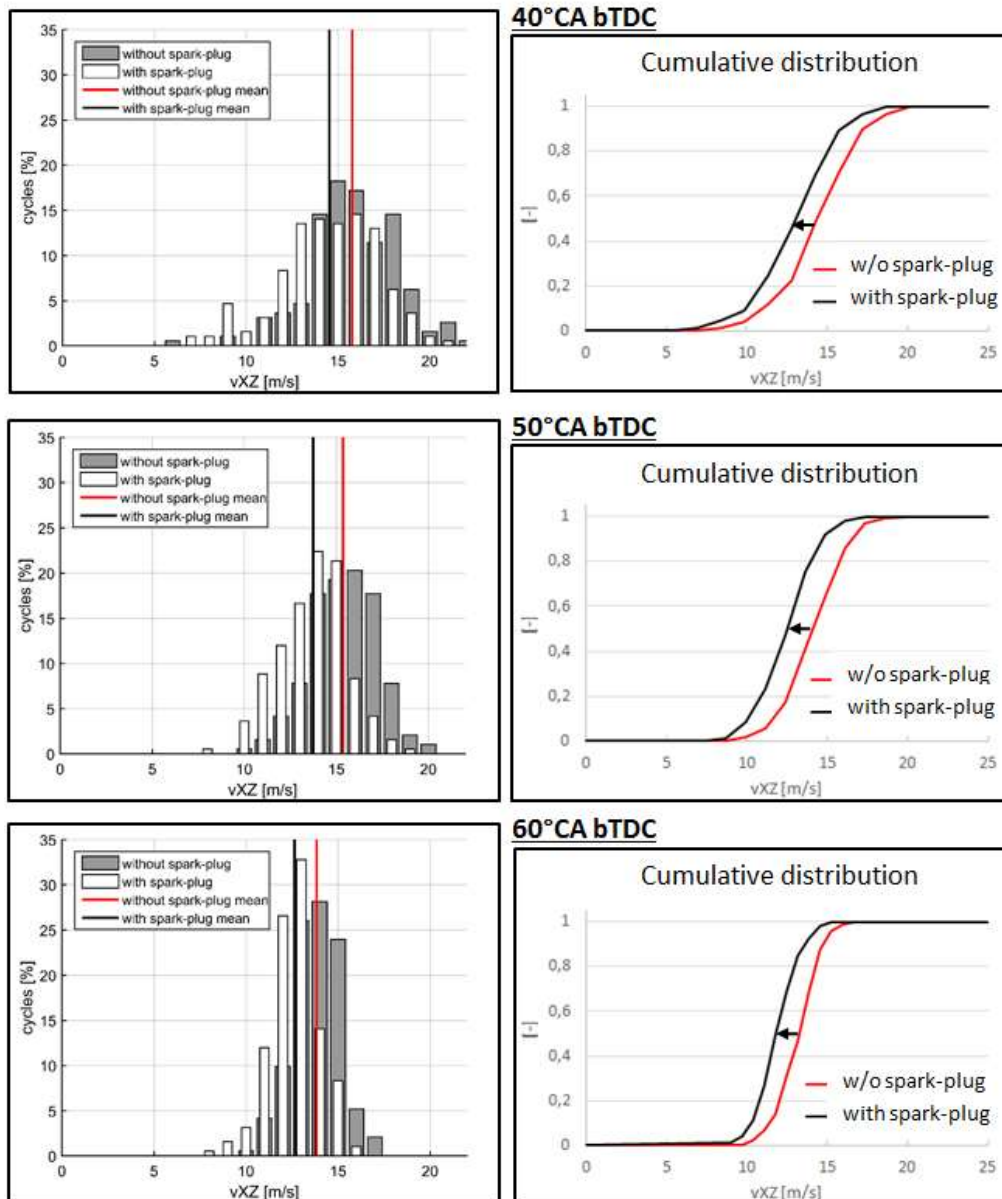 40°CA bTDC
35
30
25
20
15
10
5
0
cycles [%]
without spark-plug
with spark-plug
without spark-plug mean
with spark-plug mean
0 5 10 15 20
vXZ [m/s]
Cumulative distribution
1
0,8
0,6
0,4
0,2
0
[-]
w/o spark-plug
with spark-plug
0 5 10 15 20 25
vXZ [m/s]
50°CA bTDC
35
30
25
20
15
10
5
0
cycles [%]
without spark-plug
with spark-plug
without spark-plug mean
with spark-plug mean
0 5 10 15 20
vXZ [m/s]
Cumulative distribution
1
0,8
0,6
0,4
0,2
0
[-]
w/o spark-plug
with spark-plug
0 5 10 15 20 25
vXZ [m/s]
60°CA bTDC
35
30
25
20
15
10
5
0
cycles [%]
without spark-plug
with spark-plug
without spark-plug mean
with spark-plug mean
0 5 10 15 20
vXZ [m/s]
Cumulative distribution
1
0,8
0,6
0,4
0,2
0
[-]
w/o spark-plug
with spark-plug
0 5 10 15 20 25
vXZ [m/s]